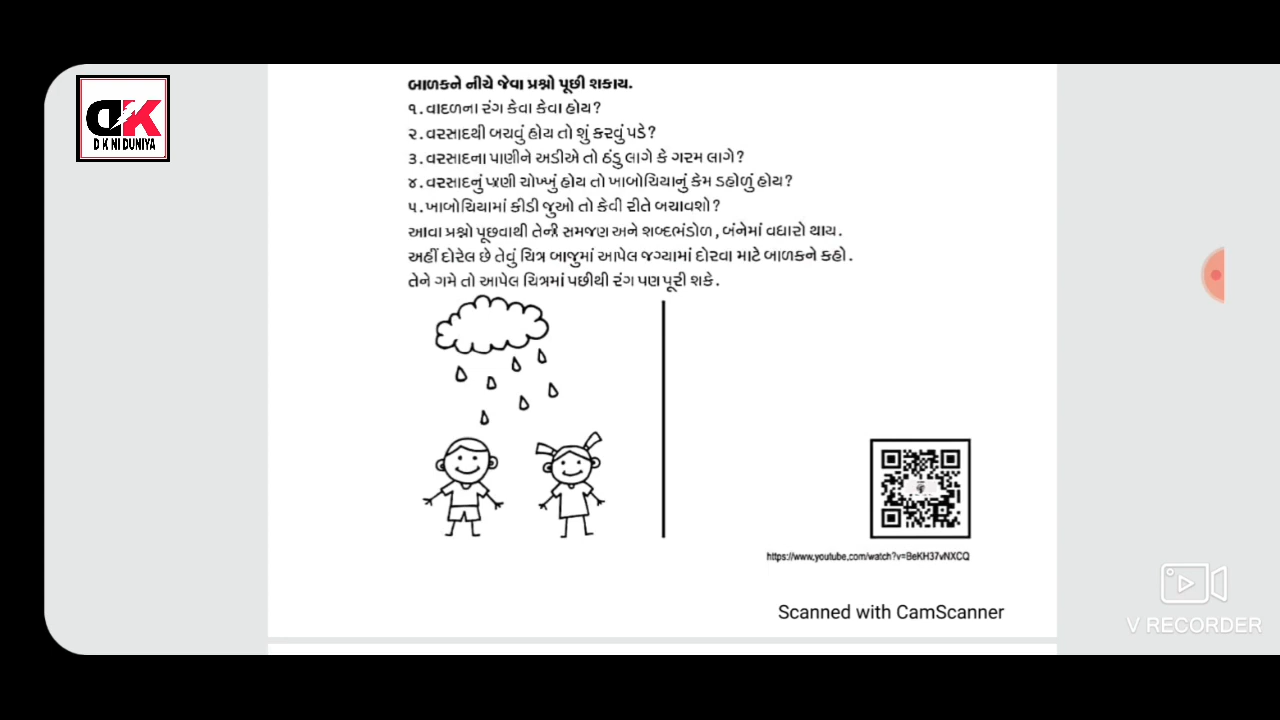 DK
D K NI DUNIYA
બાળકને નીચે જેવા પ્રશ્નો પૂછી શકાય.
૧. વાદળના રંગ કેવા કેવા હોય?
૨. વરસાદથી બચવું હોય તો શું કરવું પડે?
૩. વરસાદના પાણીને અડીએ તો ઠંડુ લાગે કે ગરમ લાગે?
૪. વરસાદનું પાણી ચોખ્ખું હોય તો ખાબોચિયાનું કેમ ડહોળું હોય?
૫. ખાબોચિયામાં કીડી જુઓ તો કેવી રીતે બચાવશો?
આવા પ્રશ્નો પૂછવાથી તેની સમજણ અને શબ્દભંડોળ, બંનેમાં વધારો થાય.
અહીં દોરેલ છે તેવું ચિત્ર બાજુમાં આપેલ જગ્યામાં દોરવા માટે બાળકને કહો.
તેને ગમે તો આપેલ ચિત્રમાં પછીથી રંગ પણ પૂરી શકે.
https://www.youtube.com/watch?v=BeKH37vNXCQ
Scanned with CamScanner
V RECORDER